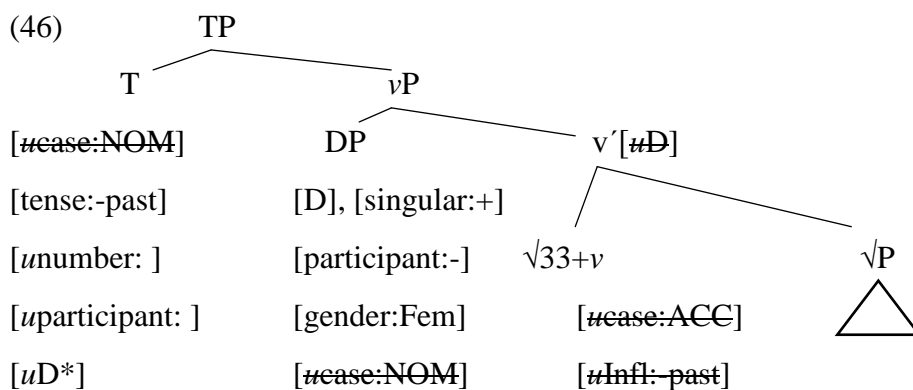 (46) TP
T vP
[ucase:NOM] DP v´[uD]
[tense:-past] [D], [singular:+]
[unumber: ] [participant:-] √33+v √P
[uparticipant: ] [gender:Fem] [ucase:ACC]
[uD*] [ucase:NOM] [uInfl:-past]